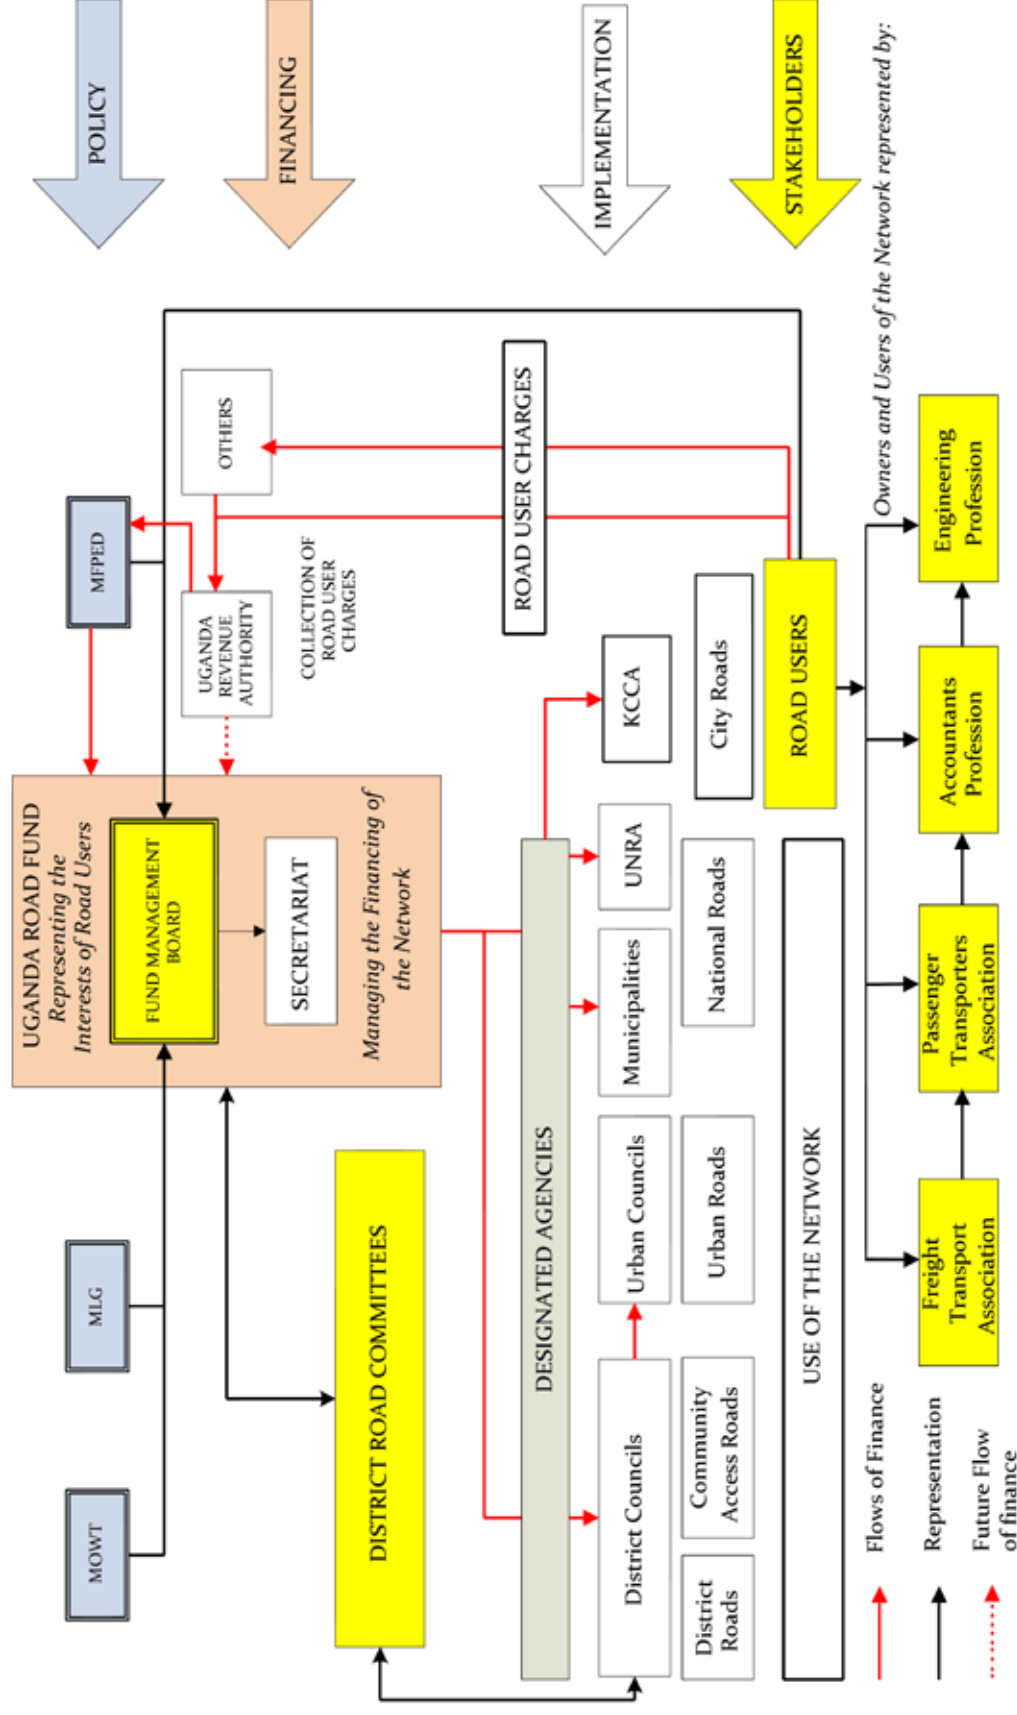 MOWT
MLG
MFPED
POLICY
UGANDA ROAD FUND
Representing the
Interests of Road Users
FUND MANAGEMENT
BOARD
SECRETARIAT
Managing the Financing of
the Network
UGANDA
REVENUE
AUTHORITY
OTHERS
COLLECTION OF
ROAD USER
CHARGES
FINANCING
DISTRICT ROAD COMMITTEES
DESIGNATED AGENCIES
ROAD USER CHARGES
District Councils
Urban Councils
Municipalities
UNRA
KCCA
IMPLEMENTATION
District
Roads
Community
Access Roads
Urban Roads
National Roads
City Roads
USE OF THE NETWORK
ROAD USERS
STAKEHOLDERS
Owners and Users of the Network represented by:
Flows of Finance
Representation
Future Flow
of finance
Freight
Transport
Association
Passenger
Transporters
Association
Accountants
Profession
Engineering
Profession